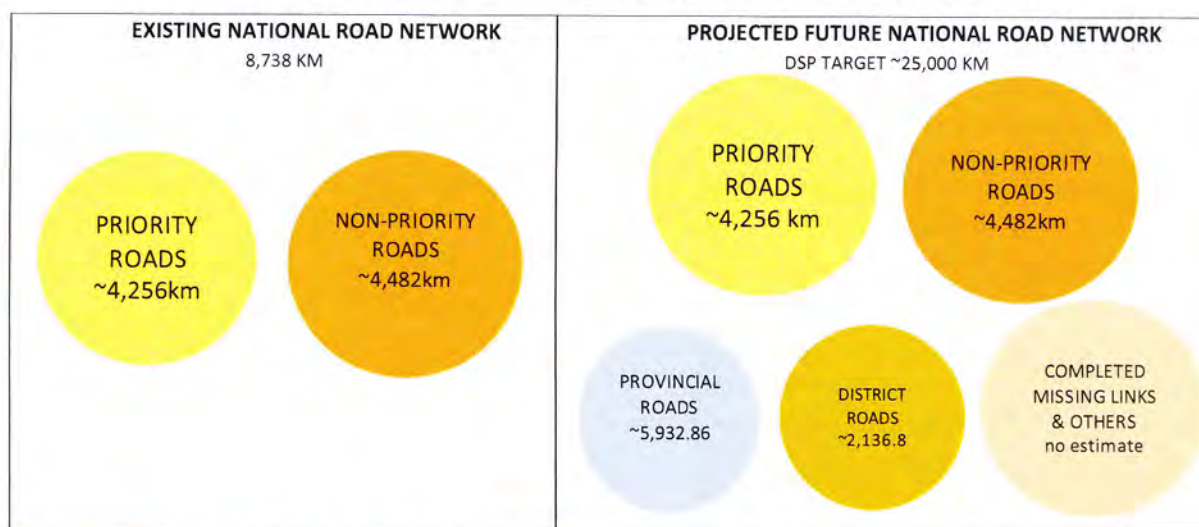 EXISTING NATIONAL ROAD NETWORK
8,738 KM
PRIORITY
ROADS
~4,256km
NON-PRIORITY
ROADS
~4,482km
PROJECTED FUTURE NATIONAL ROAD NETWORK
DSP TARGET ~25,000 KM
PRIORITY
ROADS
~4,256 km
NON-PRIORITY
ROADS
~4,482km
PROVINCIAL
ROADS
~5,932.86
DISTRICT
ROADS
~2,136.8
COMPLETED
MISSING LINKS
& OTHERS
no estimate